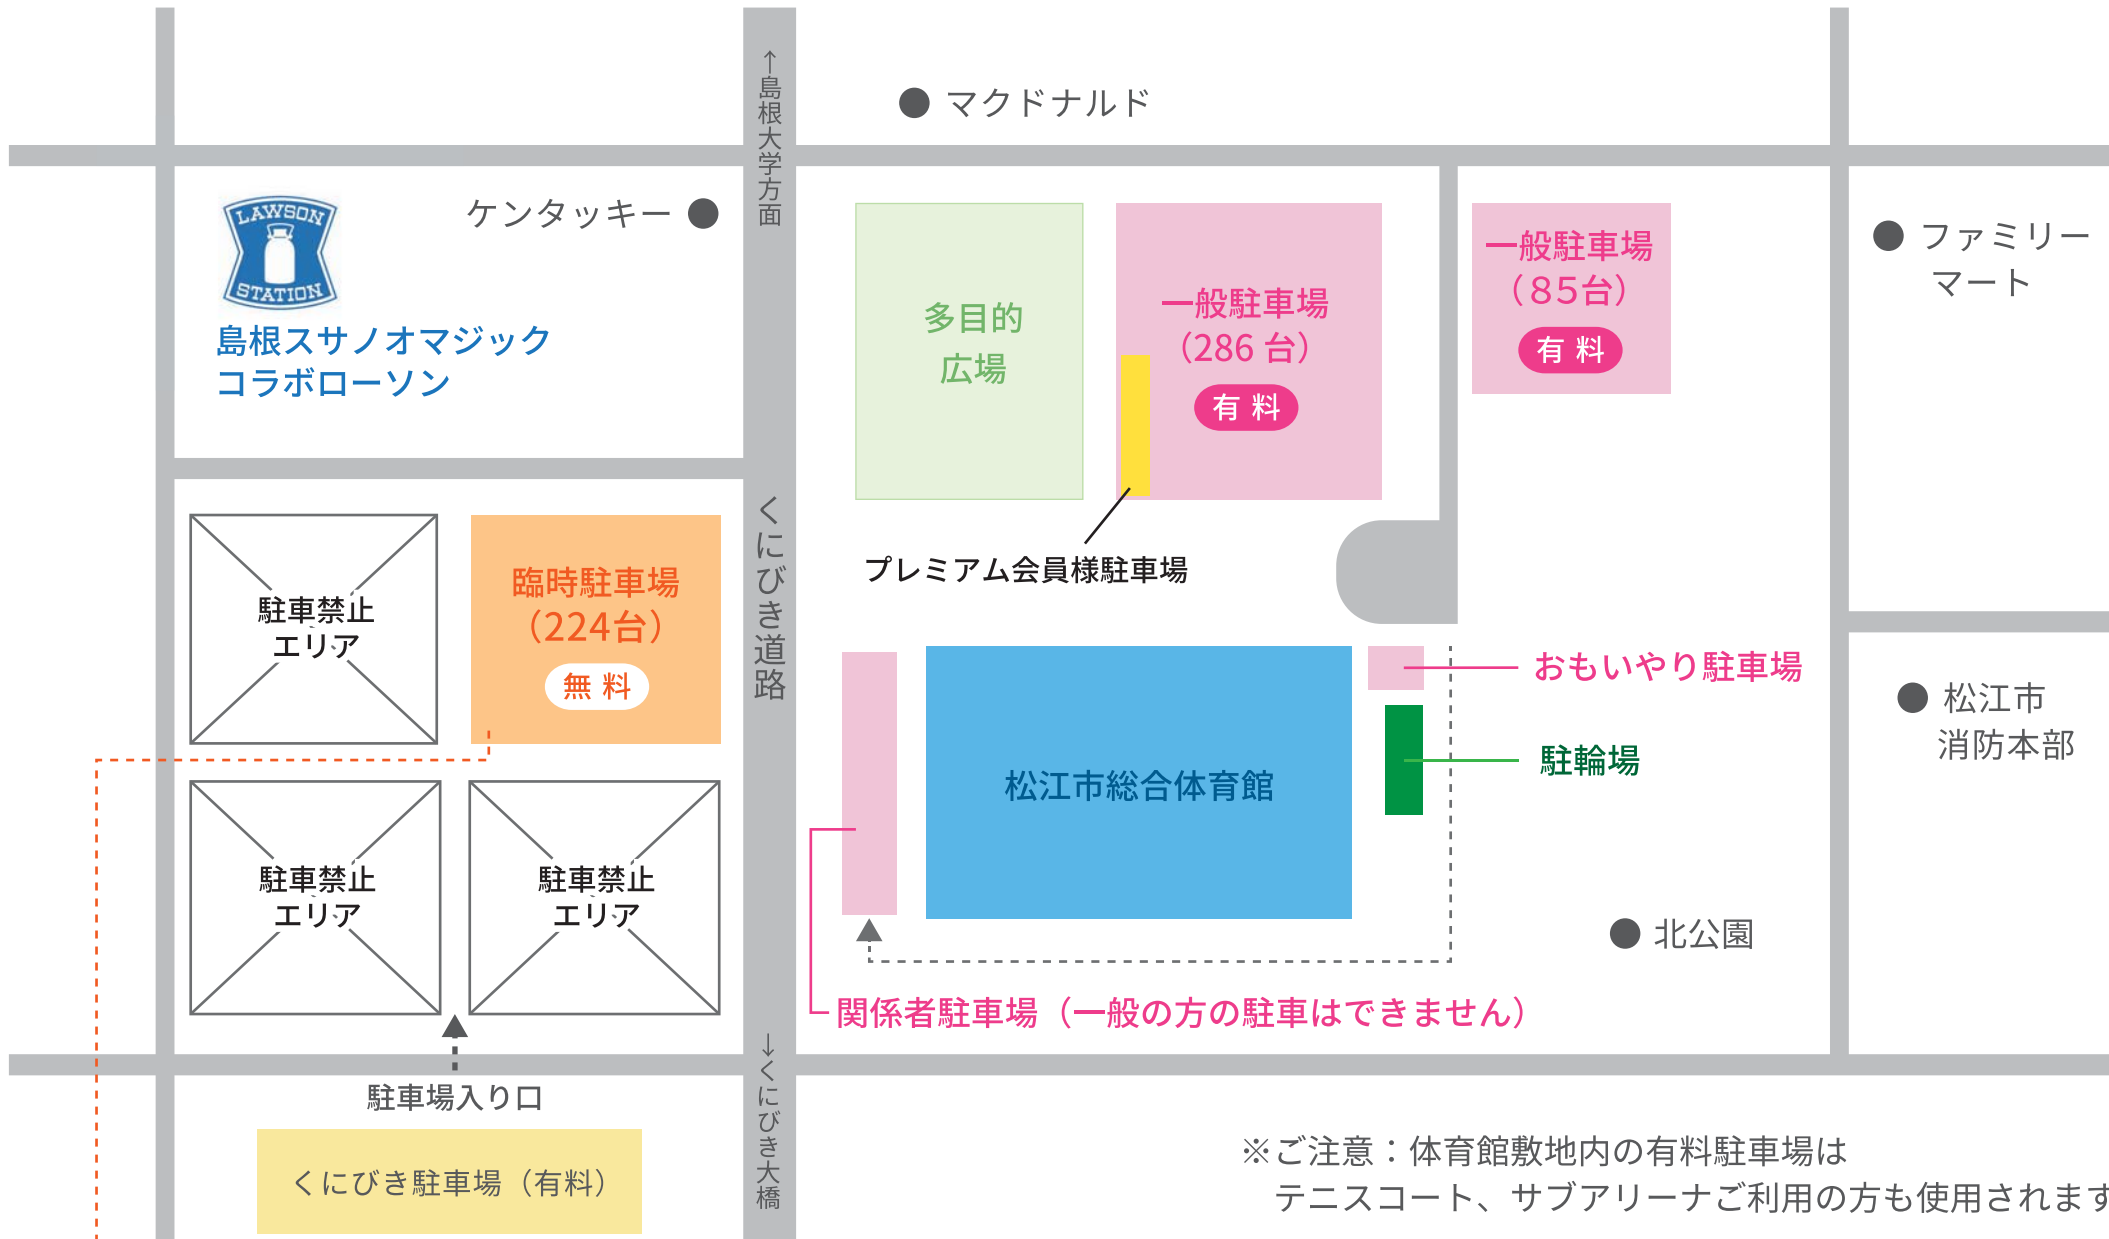 ←島根大学方面
マクドナルド
LAWSON
STATION
島根スサノオマジック
コラボローソン
ケンタッキー
多目的
広場
一般駐車場
（286 台）
有 料
一般駐車場
（８５台）
有 料
ファミリー
マート
プレミアム会員様駐車場
くにびき道路
駐車禁止
エリア
臨時駐車場
（224台）
無 料
おもいやり駐車場
駐輪場
松江市
消防本部
松江市総合体育館
駐車禁止
エリア
駐車禁止
エリア
北公園
関係者駐車場（一般の方の駐車はできません）
→くにびき大橋
駐車場入り口
くにびき駐車場（有料）
※ご注意：体育館敷地内の有料駐車場は
テニスコート、サブアリーナご利用の方も使用されます